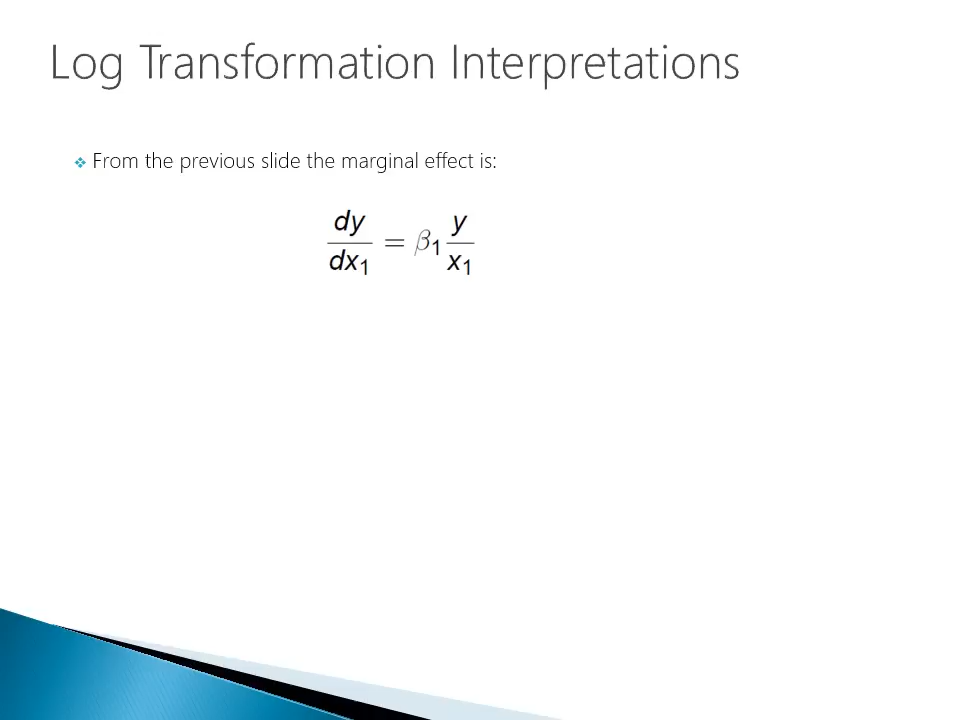 Log Transformation Interpretations
❖ From the previous slide the marginal effect is:
dy/dx₁ = β₁ y/x₁